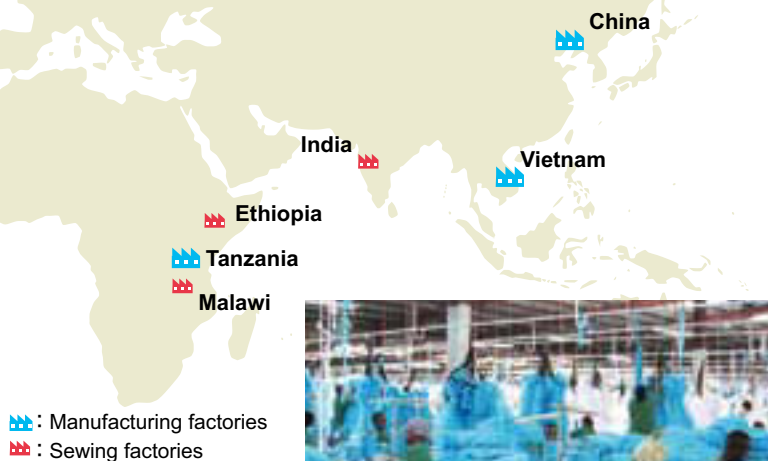 China
India
Vietnam
Ethiopia
Tanzania
Malawi
: Manufacturing factories
: Sewing factories